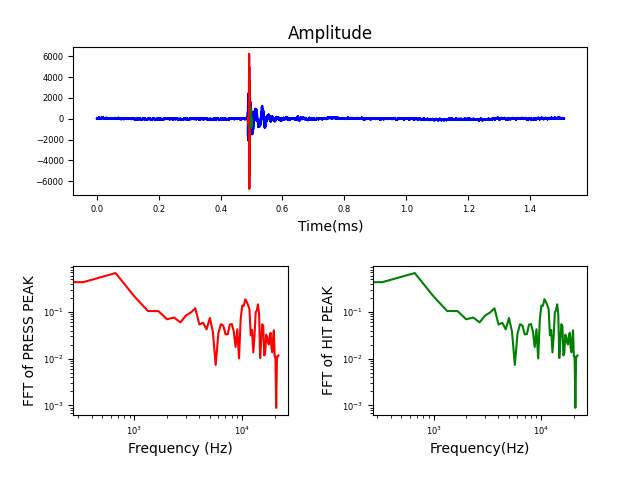 Amplitude
6000
4000
2000
0
−2000
−4000
−6000
0.0 0.2 0.4 0.6 0.8 1.0 1.2 1.4
Time(ms)
FFT of PRESS PEAK
10⁻¹
10⁻²
10⁻³
10³ 10⁴
Frequency (Hz)
FFT of HIT PEAK
10⁻¹
10⁻²
10⁻³
10³ 10⁴
Frequency(Hz)